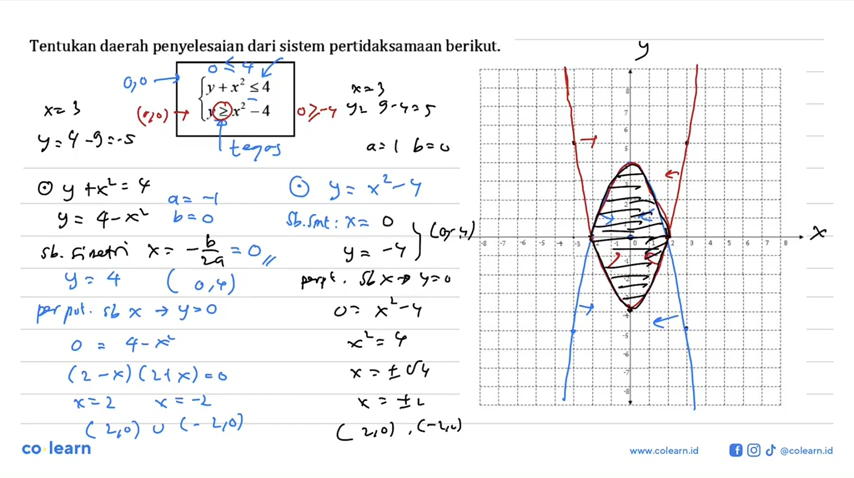 Tentukan daerah penyelesaian dari sistem pertidaksamaan berikut.
0 ≤ 4
0,0
y + x² ≤ 4
(0,0) → y ≥ x² − 4
0 ≥ −4
tegas
x = 3
y = 4 − 9 = −5
x = 3
y = 9 − 4 = 5
a = 1 b = 0
y + x² = 4
a = −1
y = 4 − x²
b = 0
sb. simetri x = −b/2a = 0
y = 4 (0,4)
perpot. sb x → y = 0
0 = 4 − x²
(2 − x)(2 + x) = 0
x = 2 x = −2
(2,0) ∪ (−2,0)
y = x² − 4
sb. smt: x = 0
y = −4
perpt. sb x → y = 0
0 = x² − 4
x² = 4
x = ±√4
x = ±2
(2,0), (−2,0)
y
x
co·learn
www.colearn.id
@colearn.id